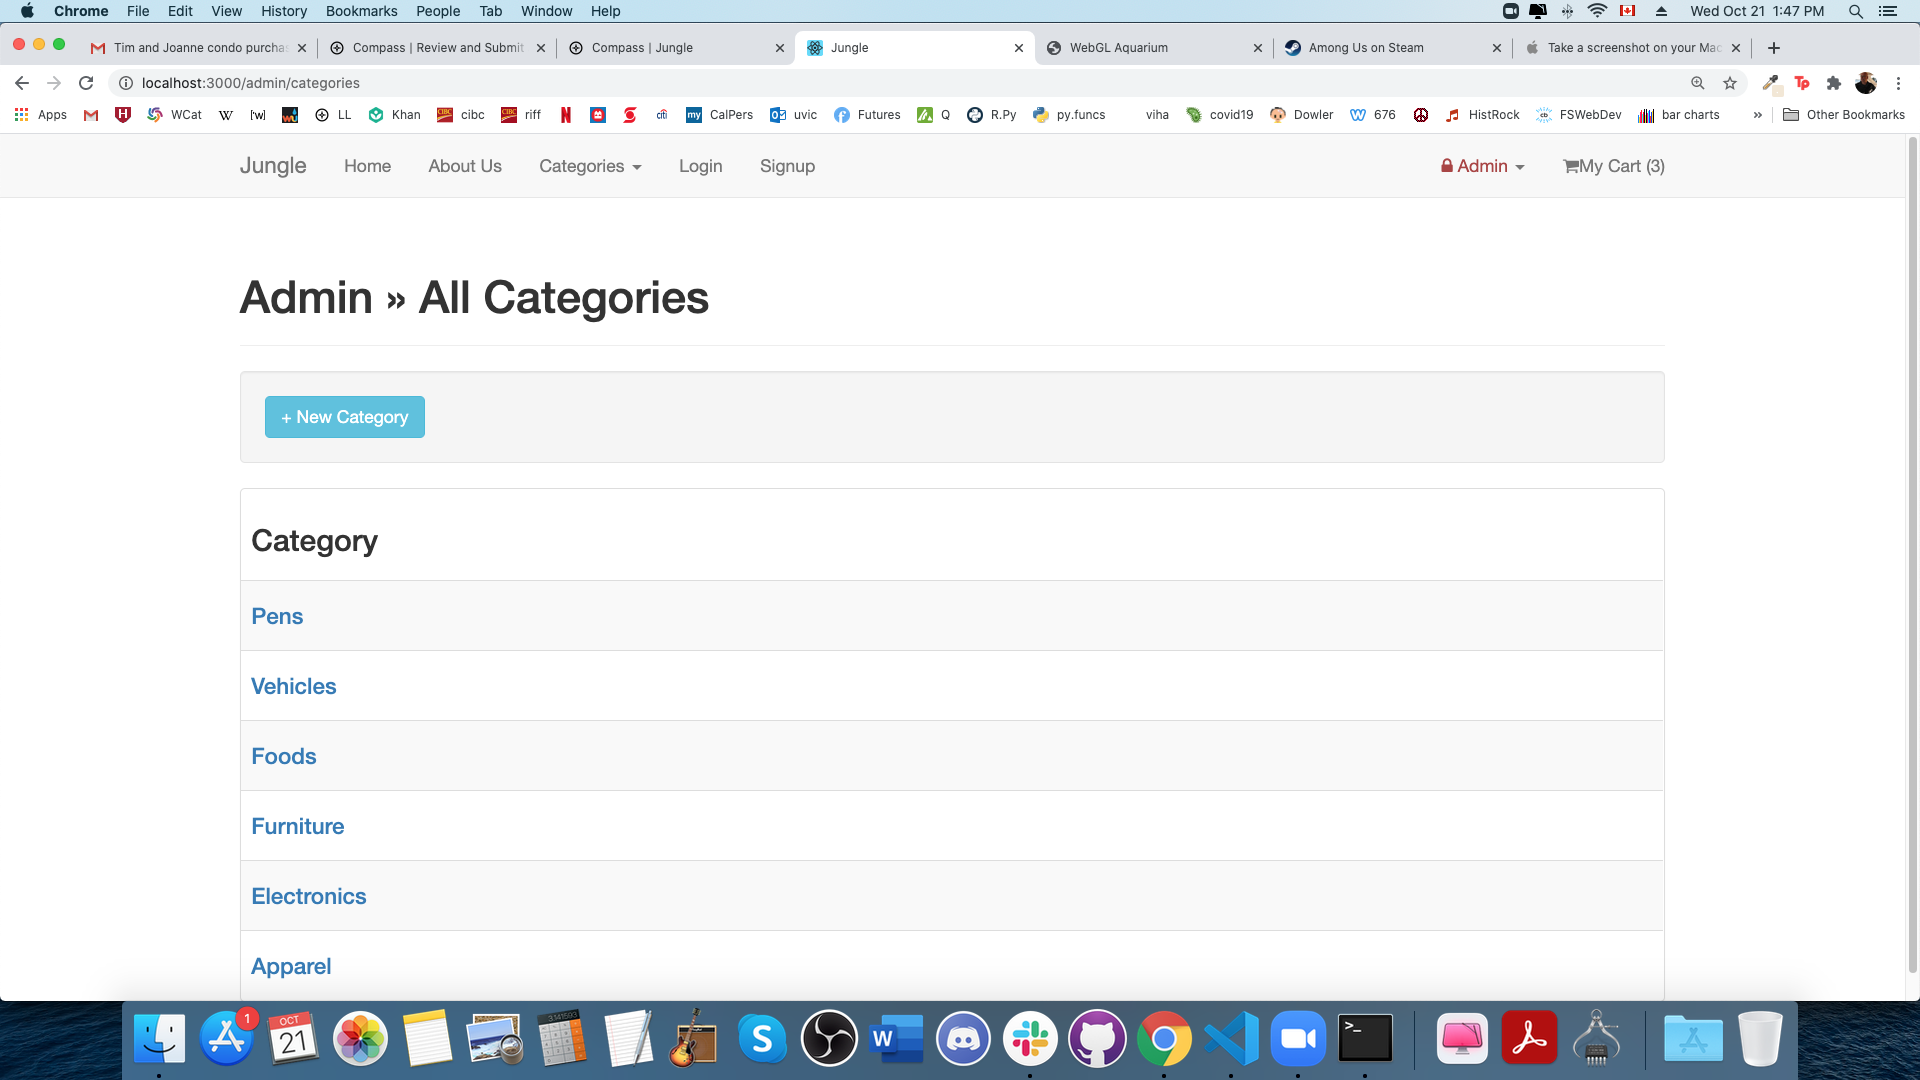 Chrome File Edit View History Bookmarks People Tab Window Help Wed Oct 21 1:47 PM
Tim and Joanne condo purcha Compass | Review and Submit Compass | Jungle Jungle WebGL Aquarium Among Us on Steam Take a screenshot on your Mac
localhost:3000/admin/categories Tp
Apps WCat W [w] LL Khan cibc riff N my CalPers uvic Futures Q R.Py py.funcs viha covid19 Dowler 676 HistRock FSWebDev bar charts » Other Bookmarks
Jungle Home About Us Categories Login Signup Admin My Cart (3)
Admin » All Categories
+ New Category
Category
Pens
Vehicles
Foods
Furniture
Electronics
Apparel
1
OCT
21
3.141593
S
W
>_